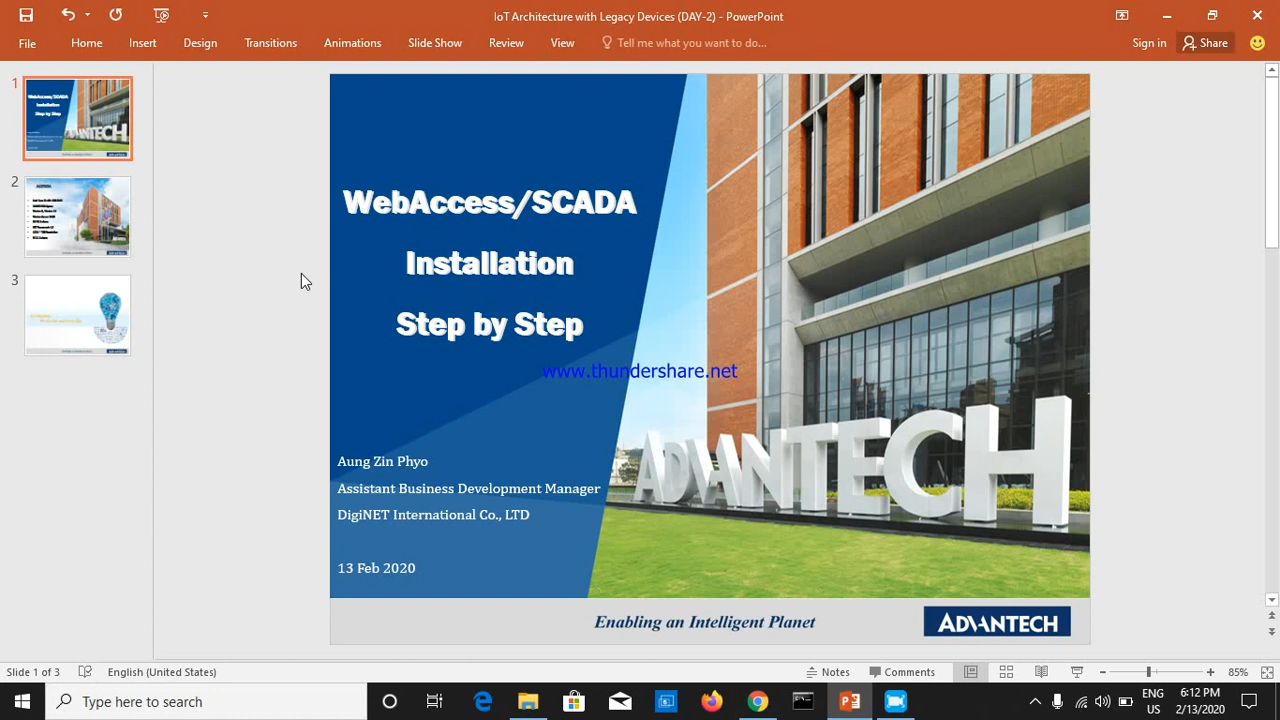 IoT Architecture with Legacy Devices (DAY-2) - PowerPoint
File Home Insert Design Transitions Animations Slide Show Review View Tell me what you want to do... Sign in Share
1
2
AGENDA
3
WebAccess/SCADA
Installation
Step by Step
www.thundershare.net
Aung Zin Phyo
Assistant Business Development Manager
DigiNET International Co., LTD
13 Feb 2020
ADVANTECH
Enabling an Intelligent Planet
ADVANTECH
Slide 1 of 3 English (United States) Notes Comments 85%
Type here to search
ENG
US
6:12 PM
2/13/2020